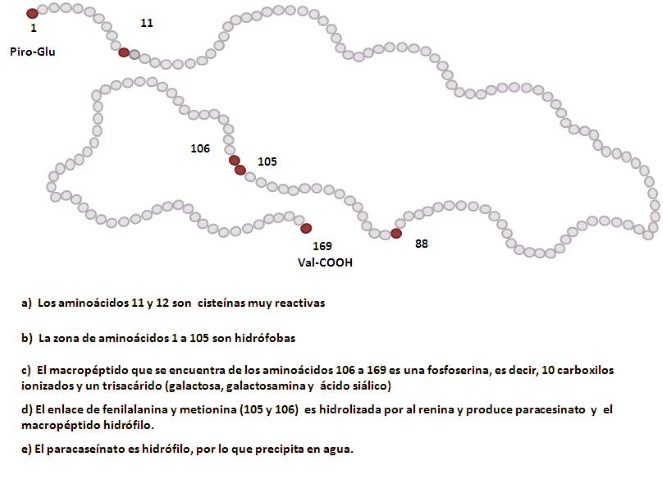 1
11
Piro-Glu
106
105
169
88
Val-COOH
a) Los aminoácidos 11 y 12 son cisteínas muy reactivas
b) La zona de aminoácidos 1 a 105 son hidrófobas
c) El macropéptido que se encuentra de los aminoácidos 106 a 169 es una fosfoserina, es decir, 10 carboxilos
ionizados y un trisacárido (galactosa, galactosamina y ácido siálico)
d) El enlace de fenilalanina y metionina (105 y 106) es hidrolizada por al renina y produce paracesinato y el
macropéptido hidrófilo.
e) El paracaseínato es hidrófilo, por lo que precipita en agua.